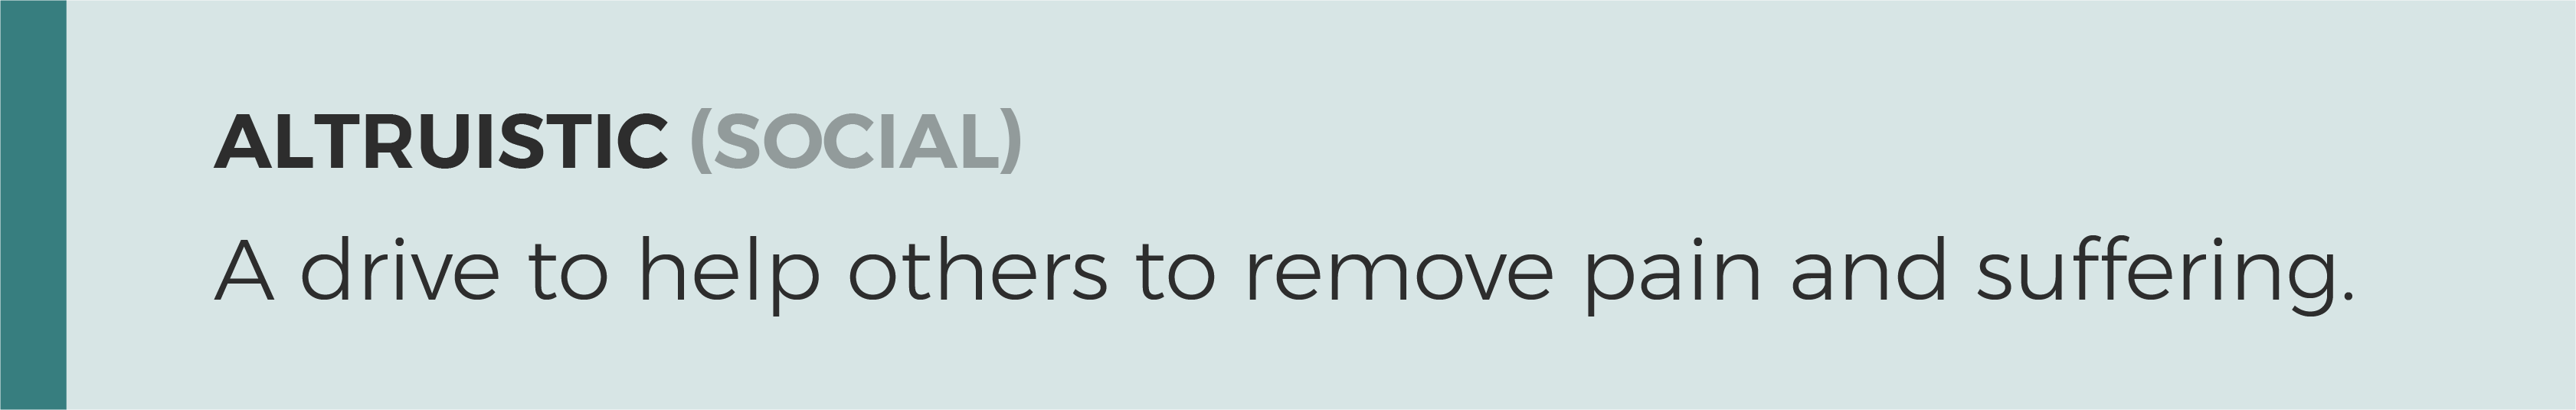 ALTRUISTIC (SOCIAL)
A drive to help others to remove pain and suffering.